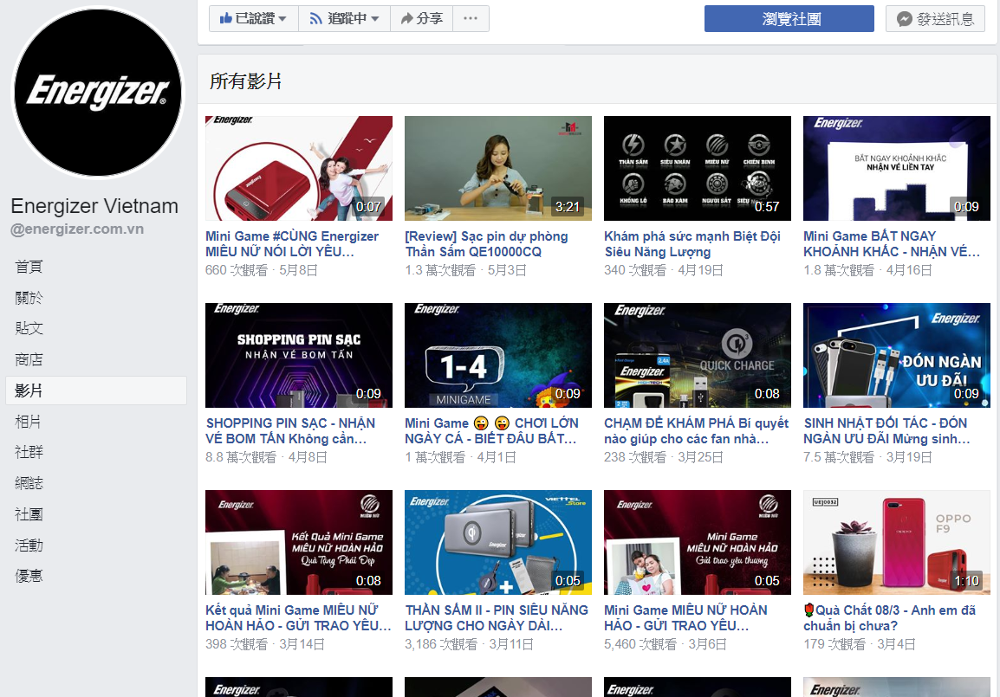 已說讚
追蹤中
分享
瀏覽社團
發送訊息
Energizer
Energizer Vietnam
@energizer.com.vn
首頁
關於
貼文
商店
影片
相片
社群
網誌
社團
活動
優惠
所有影片
Energizer
0:07
Mini Game #CÙNG Energizer
MIÊU NỮ NÓI LỜI YÊU…
660 次觀看 · 5月8日
3:21
[Review] Sạc pin dự phòng
Thần Sấm QE10000CQ
1.3 萬次觀看 · 5月3日
THẦN SẤM SIÊU NHÂN MIÊU NỮ CHIẾN BINH
KHỔNG LỒ BÁO XAM NGƯỜI SẮT
0:57
Khám phá sức mạnh Biệt Đội
Siêu Năng Lượng
340 次觀看 · 4月19日
Energizer
BẮT NGAY KHOẢNH KHẮC
NHẬN VÉ LIỀN TAY
0:09
Mini Game BẮT NGAY
KHOẢNH KHẮC - NHẬN VÉ…
1.8 萬次觀看 · 4月16日
Energizer
SHOPPING PIN SẠC
NHẬN VÉ BOM TẤN
0:09
SHOPPING PIN SẠC - NHẬN
VÉ BOM TẤN Không cần…
8.8 萬次觀看 · 4月8日
Energizer
1-4
MINIGAME
0:09
Mini Game 😜 😜 CHƠI LỚN
NGÀY CÁ - BIẾT ĐÂU BẤT…
1 萬次觀看 · 4月1日
Energizer
QUICK CHARGE
2.4A
Energizer
HIGHTECH
0:08
CHẠM ĐỂ KHÁM PHÁ Bí quyết
nào giúp cho các fan nhà…
238 次觀看 · 3月25日
Energizer
ĐÓN NGÀN
ƯU ĐÃI
0:09
SINH NHẬT ĐỐI TÁC - ĐÓN
NGÀN ƯU ĐÃI Mừng sinh…
7.5 萬次觀看 · 3月19日
Energizer
MIÊU NỮ
Kết Quả Mini Game
MIÊU NỮ HOÀN HẢO
Quà Tặng Phái Đẹp
0:08
Kết quả Mini Game MIÊU NỮ
HOÀN HẢO - GỬI TRAO YÊU…
398 次觀看 · 3月14日
Energizer
VIETTEL
Store
Energizer
0:05
THẦN SẤM II - PIN SIÊU NĂNG
LƯỢNG CHO NGÀY DÀI…
3,186 次觀看 · 3月11日
Energizer
MIÊU NỮ
Mini Game
MIÊU NỮ HOÀN HẢO
Gửi trao yêu thương
0:05
Mini Game MIÊU NỮ HOÀN
HẢO - GỬI TRAO YÊU…
5,460 次觀看 · 3月6日
OPPO
F9
1:10
🌹Quà Chất 08/3 - Anh em đã
chuẩn bị chưa?
179 次觀看 · 3月4日
Energizer
Energizer
Energizer